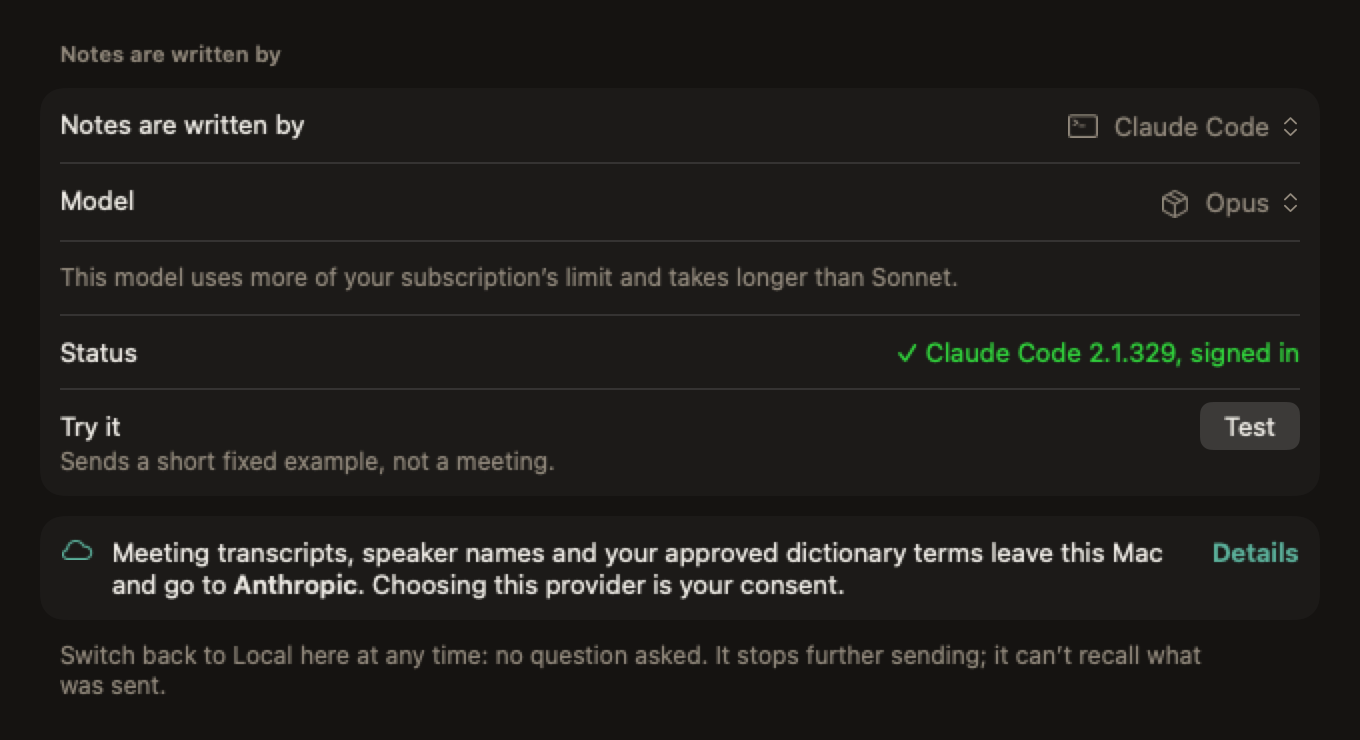 Notes are written by
Notes are written by
Claude Code
Model
Opus
This model uses more of your subscription’s limit and takes longer than Sonnet.
Status
✓ Claude Code 2.1.329, signed in
Try it
Test
Sends a short fixed example, not a meeting.
Meeting transcripts, speaker names and your approved dictionary terms leave this Mac
Details
and go to Anthropic. Choosing this provider is your consent.
Switch back to Local here at any time: no question asked. It stops further sending; it can’t recall what
was sent.